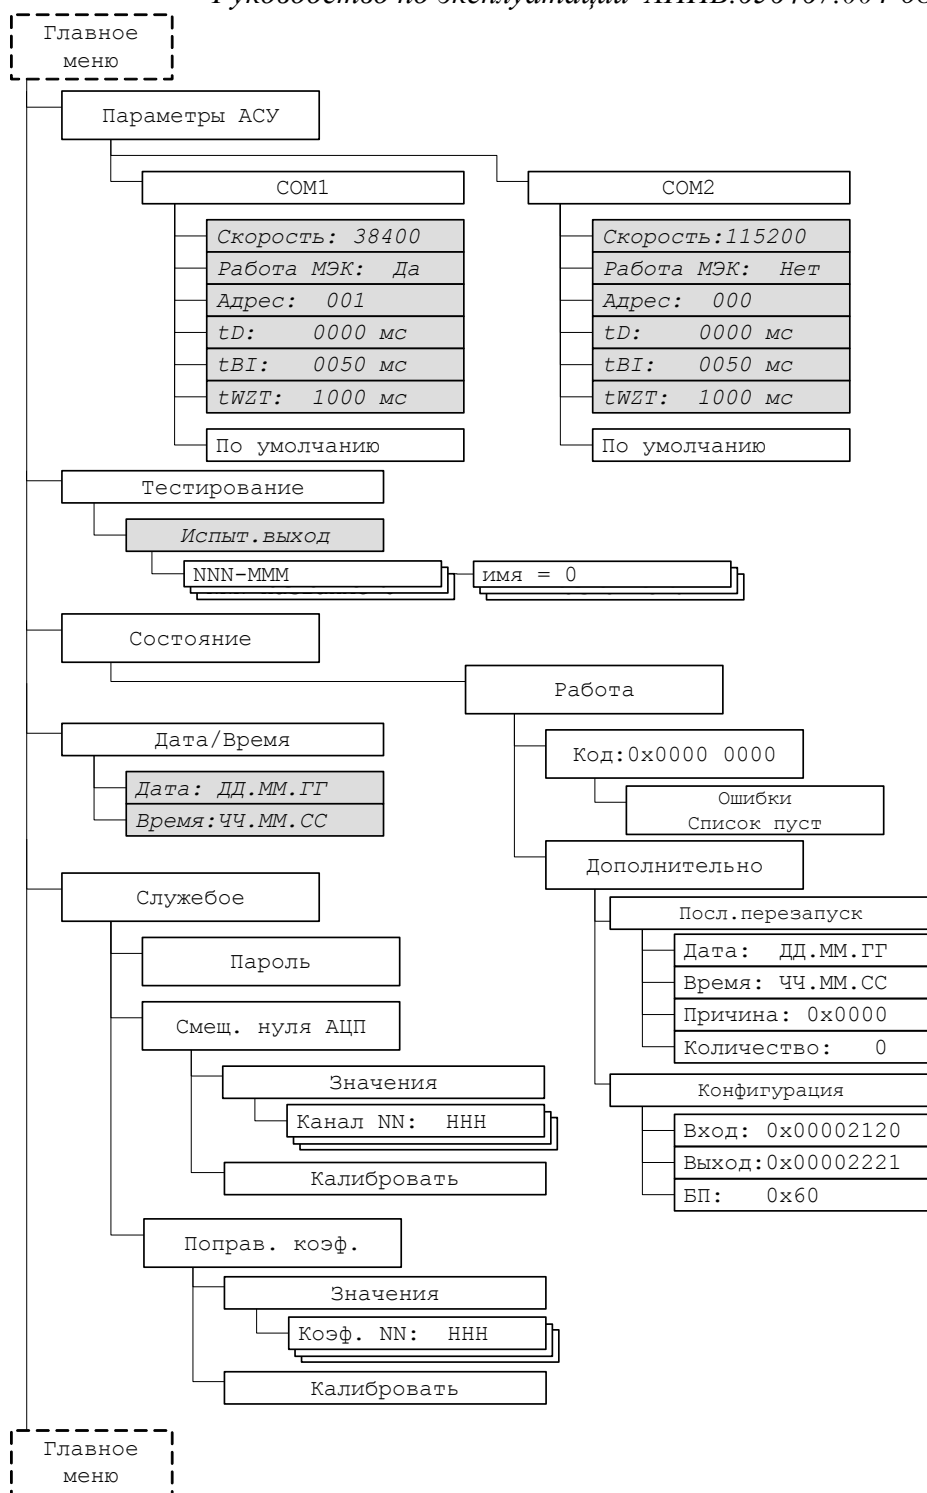 Руководство по эксплуатации
Главное
меню
Параметры АСУ
COM1
COM2
Скорость: 38400
Скорость:115200
Работа МЭК: Да
Работа МЭК: Нет
Адрес: 001
Адрес: 000
tD: 0000 мс
tD: 0000 мс
tBI: 0050 мс
tBI: 0050 мс
tWZT: 1000 мс
tWZT: 1000 мс
По умолчанию
По умолчанию
Тестирование
Испыт.выход
NNN-МММ
имя = 0
Состояние
Работа
Код:0x0000 0000
Ошибки
Список пуст
Дата/Время
Дата: ДД.ММ.ГГ
Время:ЧЧ.ММ.СС
Дополнительно
Посл.перезапуск
Дата: ДД.ММ.ГГ
Время: ЧЧ.ММ.СС
Причина: 0x0000
Количество: 0
Конфигурация
Вход: 0x00002120
Выход:0x00002221
БП: 0x60
Служебое
Пароль
Смещ. нуля АЦП
Значения
Канал NN: ННН
Калибровать
Поправ. коэф.
Значения
Коэф. NN: ННН
Калибровать
Главное
меню